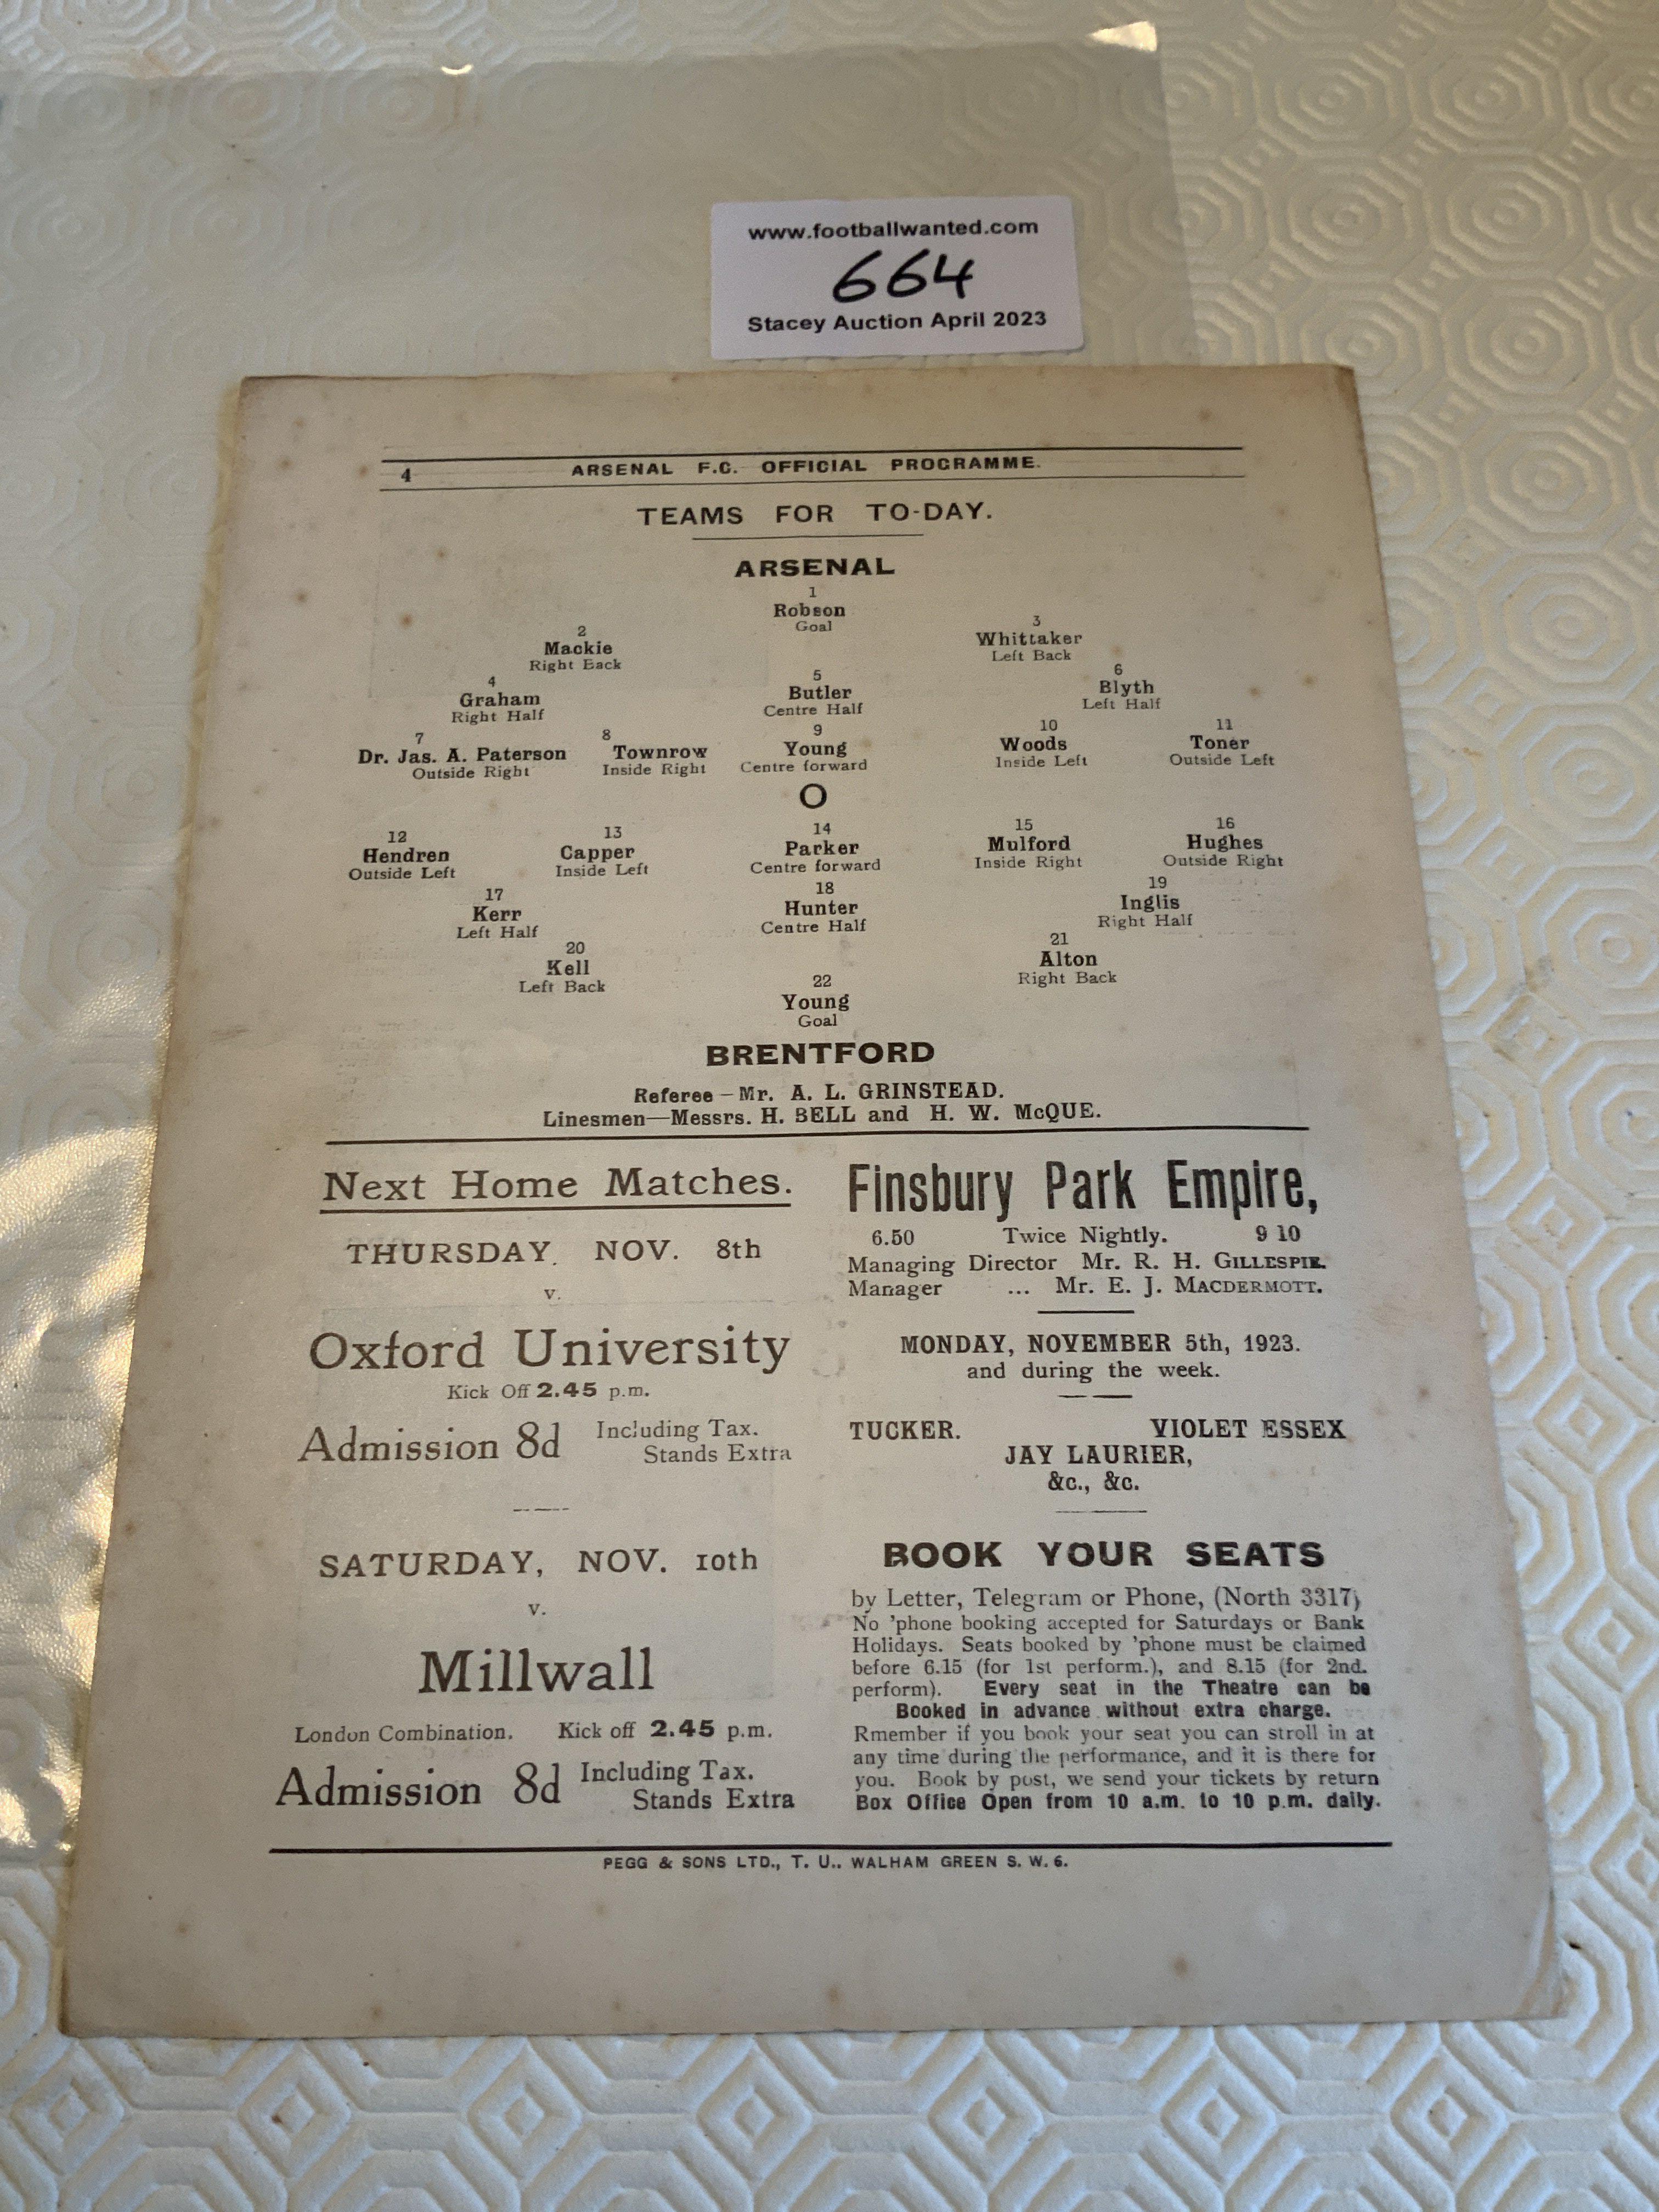 www.footballwanted.com
664
Stacey Auction April 2023
4 ARSENAL F.C. OFFICIAL PROGRAMME.
TEAMS FOR TO-DAY.
ARSENAL
1
Robson
Goal
2 3
Mackie Whittaker
Right Back Left Back
4 5 6
Graham Butler Blyth
Right Half Centre Half Left Half
7 8 9 10 11
Dr. Jas. A. Paterson Townrow Young Woods Toner
Outside Right Inside Right Centre forward Inside Left Outside Left
O
12 13 14 15 16
Hendren Capper Parker Mulford Hughes
Outside Left Inside Left Centre forward Inside Right Outside Right
17 18 19
Kerr Hunter Inglis
Left Half Centre Half Right Half
20 21
Kell Alton
Left Back Right Back
22
Young
Goal
BRENTFORD
Referee – Mr. A. L. GRINSTEAD.
Linesmen—Messrs. H. BELL and H. W. McQUE.
Next Home Matches.
THURSDAY. NOV. 8th
v.
Oxford University
Kick Off 2.45 p.m.
Admission 8d Including Tax.
Stands Extra
SATURDAY, NOV. 10th
v.
Millwall
London Combination. Kick off 2.45 p.m.
Admission 8d Including Tax.
Stands Extra
Finsbury Park Empire,
6.50 Twice Nightly. 9 10
Managing Director Mr. R. H. GILLESPIE.
Manager ... Mr. E. J. MACDERMOTT.
MONDAY, NOVEMBER 5th, 1923.
and during the week.
TUCKER. VIOLET ESSEX
JAY LAURIER,
&c., &c.
BOOK YOUR SEATS
by Letter, Telegram or Phone, (North 3317)
No 'phone booking accepted for Saturdays or Bank
Holidays. Seats booked by 'phone must be claimed
before 6.15 (for 1st perform.), and 8.15 (for 2nd.
perform). Every seat in the Theatre can be
Booked in advance without extra charge.
Rmember if you book your seat you can stroll in at
any time during the performance, and it is there for
you. Book by post, we send your tickets by return
Box Office Open from 10 a.m. to 10 p.m. daily.
PEGG & SONS LTD., T. U.. WALHAM GREEN S. W. 6.